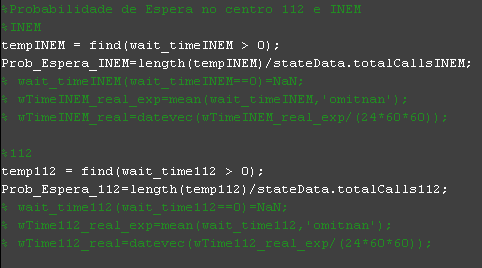 %Probabilidade de Espera no centro 112 e INEM
%INEM
tempINEM = find(wait_timeINEM > 0);
Prob_Espera_INEM=length(tempINEM)/stateData.totalCallsINEM;
% wait_timeINEM(wait_timeINEM==0)=NaN;
% wTimeINEM_real_exp=mean(wait_timeINEM,'omitnan');
% wTimeINEM_real=datevec(wTimeINEM_real_exp/(24*60*60));
%112
temp112 = find(wait_time112 > 0);
Prob_Espera_112=length(temp112)/stateData.totalCalls112;
% wait_time112(wait_time112==0)=NaN;
% wTime112_real_exp=mean(wait_time112,'omitnan');
% wTime112_real=datevec(wTime112_real_exp/(24*60*60));